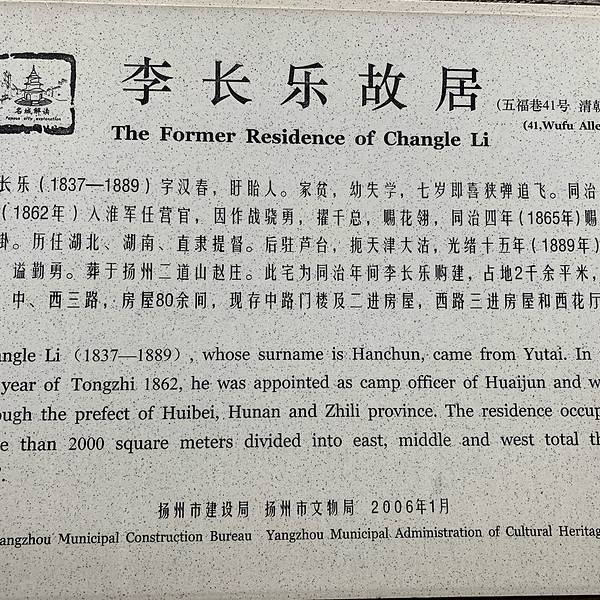 名城解读
Famous city explanation
李长乐故居
(五福巷41号 清朝
The Former Residence of Changle Li
(41,Wufu Alle
长乐(1837—1889)字汉春,盱眙人。家贫,幼失学,七岁即喜狭弹追飞。同治
(1862年)入淮军任营官,因作战骁勇,擢千总,赐花翎,同治四年(1865年)赐
卦。历任湖北、湖南、直隶提督。后驻芦台,扼天津大沽,光绪十五年(1889年)
谥勤勇。葬于扬州二道山赵庄。此宅为同治年间李长乐购建,占地2千余平米,
中、西三路,房屋80余间,现存中路门楼及二进房屋,西路三进房屋和西花厅
angle Li (1837—1889), whose surname is Hanchun, came from Yutai. In
year of Tongzhi 1862, he was appointed as camp officer of Huaijun and w
ough the prefect of Huibei, Hunan and Zhili province. The residence occup
e than 2000 square meters divided into east, middle and west total th
扬州市建设局 扬州市文物局 2006年1月
angzhou Municipal Construction Bureau Yangzhou Municipal Administration of Cultural Heritag